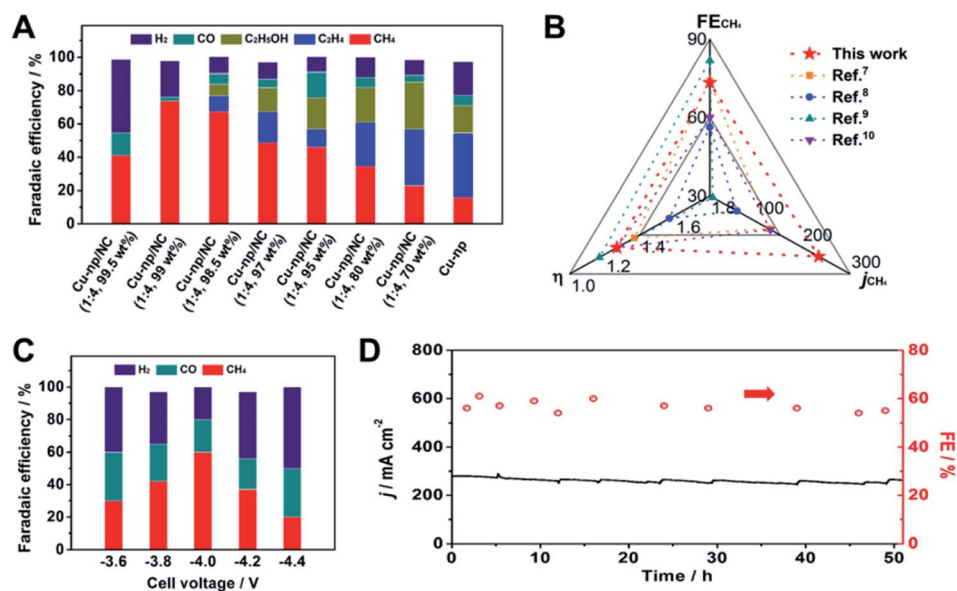 A
H₂ CO C₂H₅OH C₂H₄ CH₄
Faradaic efficiency / %
100
80
60
40
20
0
Cu-np/NC (1:4, 99.5 wt%)
Cu-np/NC (1:4, 99 wt%)
Cu-np/NC (1:4, 98.5 wt%)
Cu-np/NC (1:4, 97 wt%)
Cu-np/NC (1:4, 95 wt%)
Cu-np/NC (1:4, 80 wt%)
Cu-np/NC (1:4, 70 wt%)
Cu-np
B
FE_CH₄
90
60
30
1.8
1.6
1.4
1.2
1.0
η
100
200
300
j_CH₄
This work
Ref.⁷
Ref.⁸
Ref.⁹
Ref.¹⁰
C
H₂ CO CH₄
Faradaic efficiency / %
100
80
60
40
20
0
-3.6 -3.8 -4.0 -4.2 -4.4
Cell voltage / V
D
j / mA cm⁻²
800
600
400
200
0
0 10 20 30 40 50
Time / h
80
60
40
20
0
FE / %